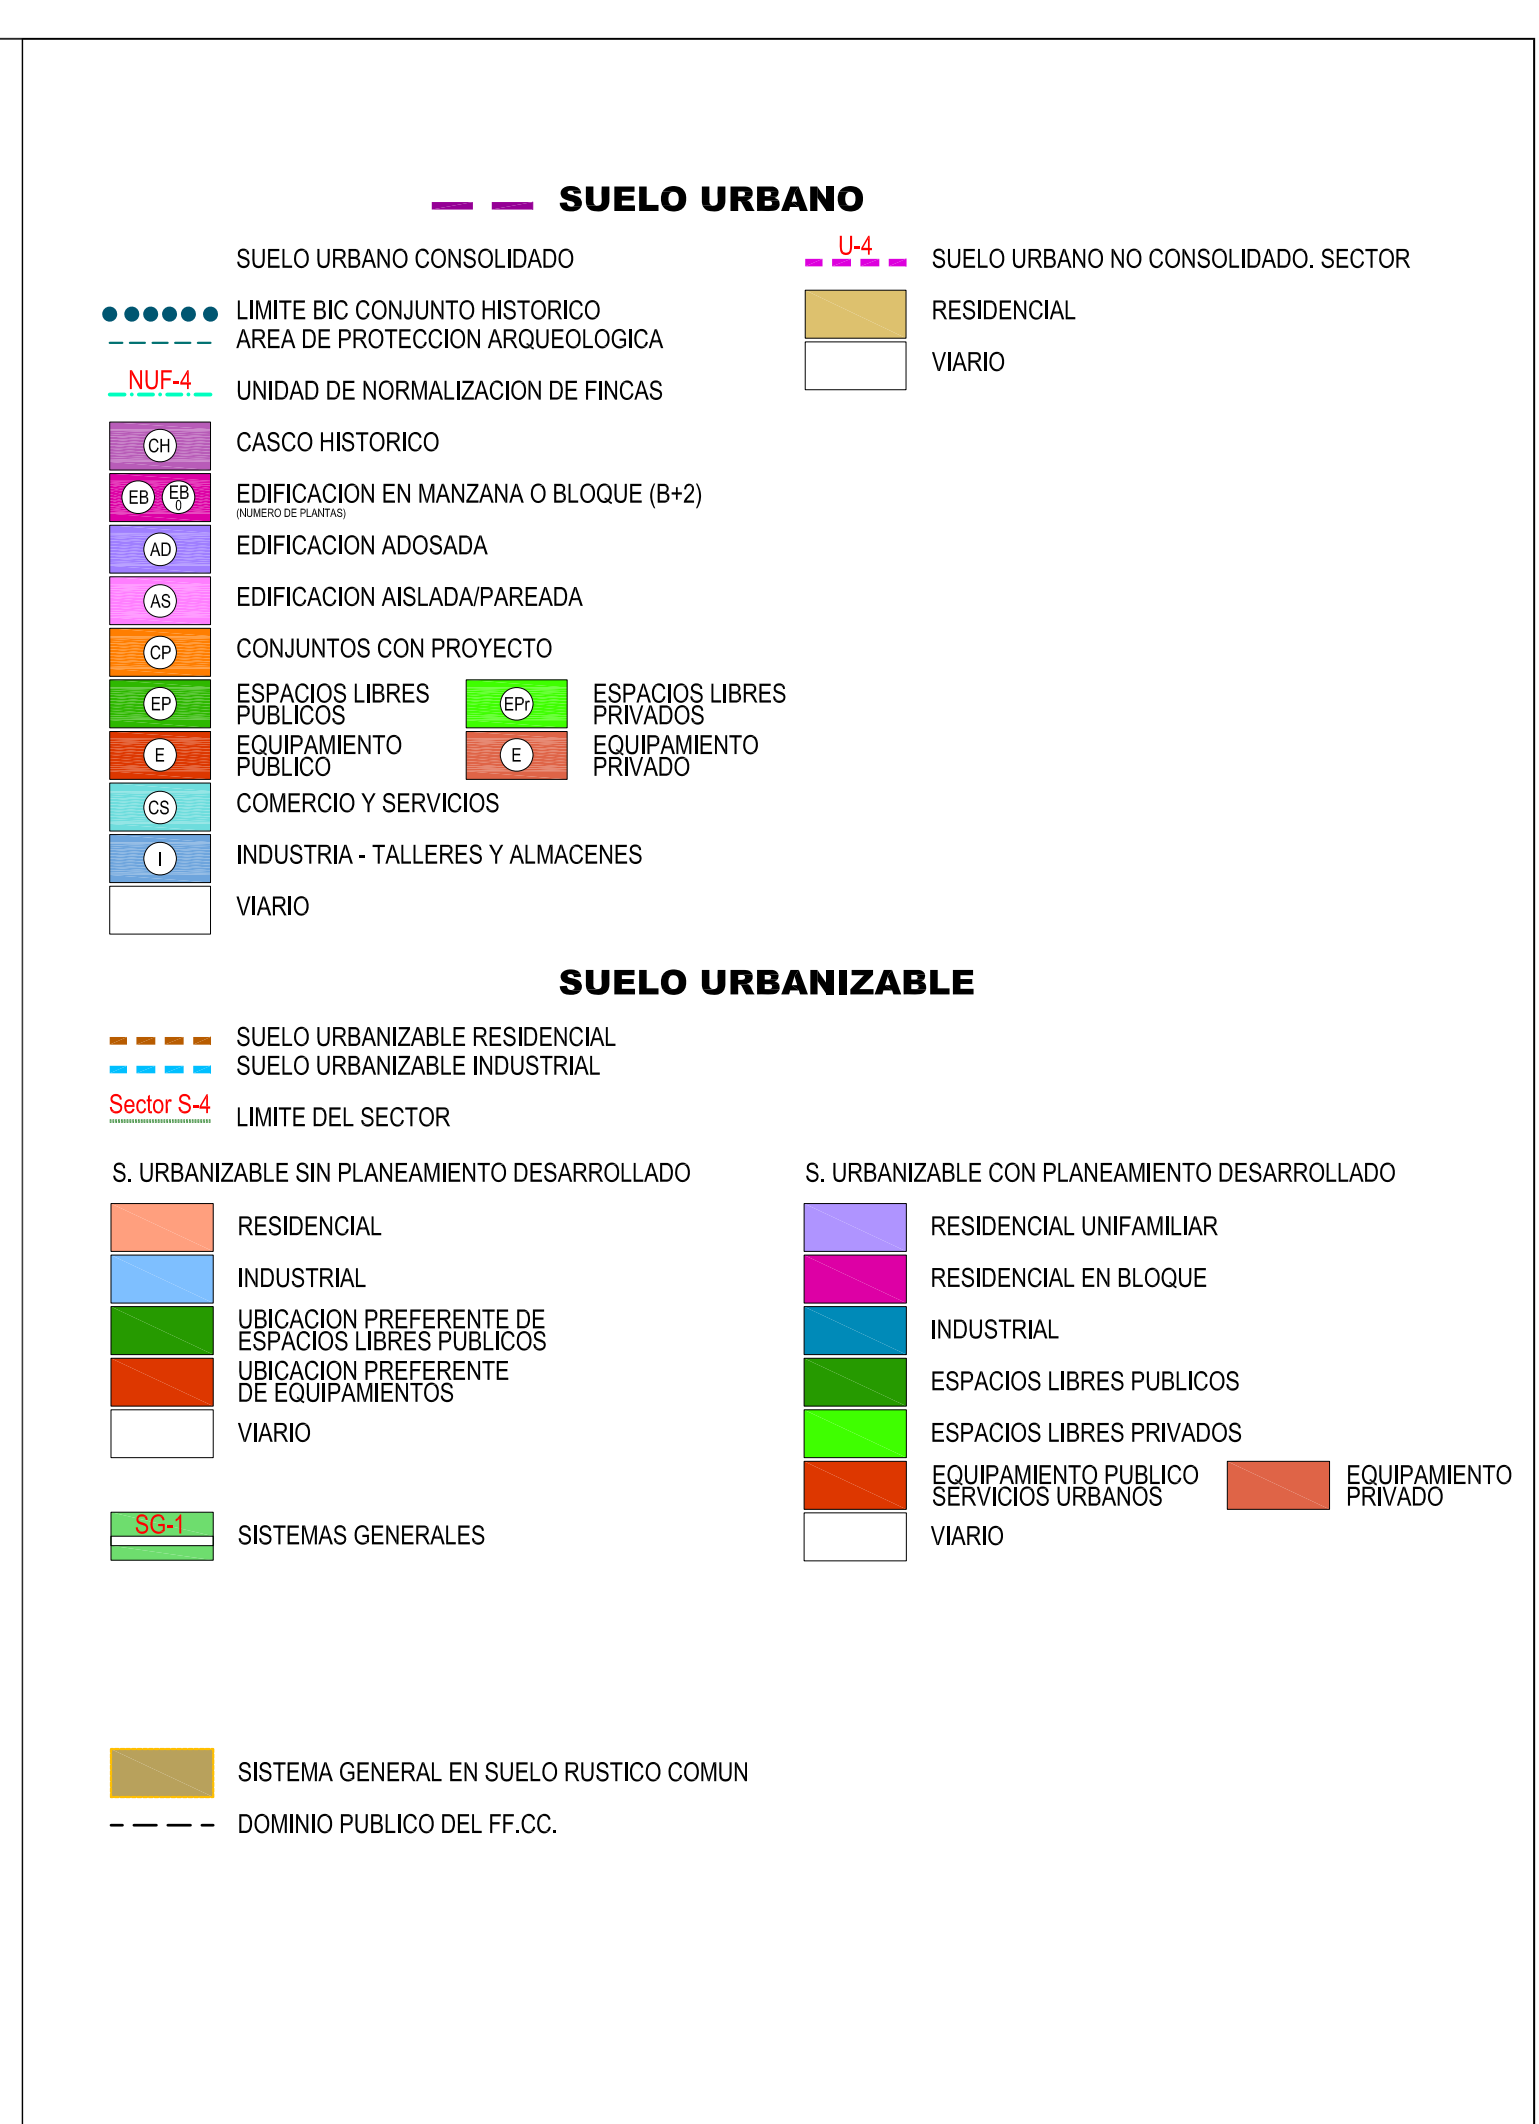 SUELO URBANO
SUELO URBANO CONSOLIDADO
LIMITE BIC CONJUNTO HISTORICO
AREA DE PROTECCION ARQUEOLOGICA
NUF-4
UNIDAD DE NORMALIZACION DE FINCAS
CH
CASCO HISTORICO
EB
EB
0
EDIFICACION EN MANZANA O BLOQUE (B+2)
(NUMERO DE PLANTAS)
AD
EDIFICACION ADOSADA
AS
EDIFICACION AISLADA/PAREADA
CP
CONJUNTOS CON PROYECTO
EP
ESPACIOS LIBRES
PUBLICOS
EPr
ESPACIOS LIBRES
PRIVADOS
E
EQUIPAMIENTO
PUBLICO
E
EQUIPAMIENTO
PRIVADO
CS
COMERCIO Y SERVICIOS
I
INDUSTRIA - TALLERES Y ALMACENES
VIARIO
U-4
SUELO URBANO NO CONSOLIDADO. SECTOR
RESIDENCIAL
VIARIO
SUELO URBANIZABLE
SUELO URBANIZABLE RESIDENCIAL
SUELO URBANIZABLE INDUSTRIAL
Sector S-4
LIMITE DEL SECTOR
S. URBANIZABLE SIN PLANEAMIENTO DESARROLLADO
RESIDENCIAL
INDUSTRIAL
UBICACION PREFERENTE DE
ESPACIOS LIBRES PUBLICOS
UBICACION PREFERENTE
DE EQUIPAMIENTOS
VIARIO
SG-1
SISTEMAS GENERALES
S. URBANIZABLE CON PLANEAMIENTO DESARROLLADO
RESIDENCIAL UNIFAMILIAR
RESIDENCIAL EN BLOQUE
INDUSTRIAL
ESPACIOS LIBRES PUBLICOS
ESPACIOS LIBRES PRIVADOS
EQUIPAMIENTO PUBLICO
SERVICIOS URBANOS
EQUIPAMIENTO
PRIVADO
VIARIO
SISTEMA GENERAL EN SUELO RUSTICO COMUN
DOMINIO PUBLICO DEL FF.CC.